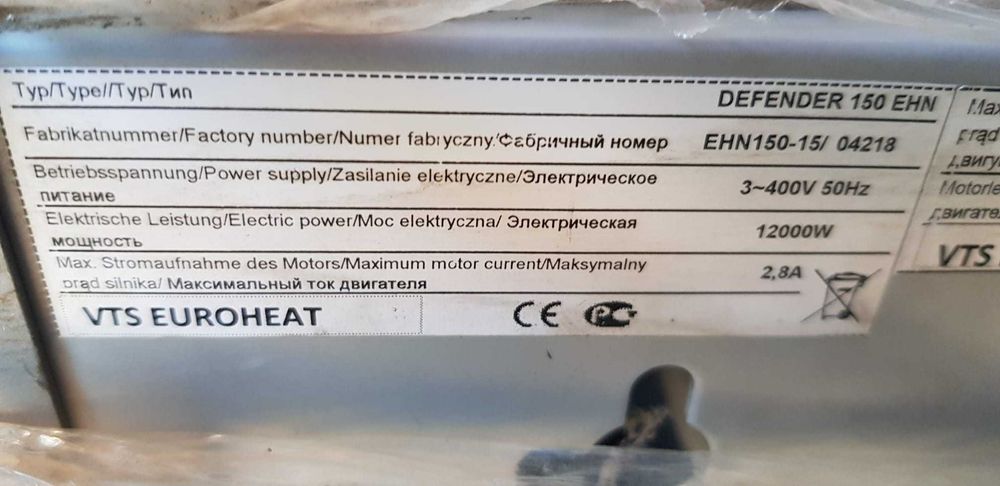 Typ/Type//Typ/Тип DEFENDER 150 EHN
Fabrikatnummer/Factory number/Numer fabryczny/Фабричный номер EHN150-15/ 04218
Betriebsspannung/Power supply/Zasilanie elektryczne/Электрическое
питание 3~400V 50Hz
Elektrische Leistung/Electric power/Moc elektryczna/ Электрическая
мощность 12000W
Max. Stromaufnahme des Motors/Maximum motor current/Maksymalny
prąd silnika/ Максимальный ток двигателя 2,8A
VTS EUROHEAT CE PC
Max
prąd
Motorle
VTS